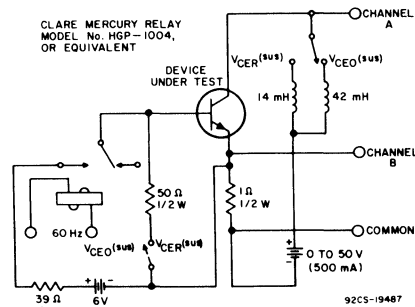 CLARE MERCURY RELAY
MODEL No. HGP-1004,
OR EQUIVALENT
DEVICE
UNDER TEST
CHANNEL
A
VCER(sus)
VCEO(sus)
14 mH
42 mH
CHANNEL
B
50 Ω
1/2 W
1 Ω
1/2 W
COMMON
60 Hz
VCEO(sus)
VCER(sus)
+
-
0 TO 50 V
(500 mA)
39 Ω
+
-
6V
92CS-19487